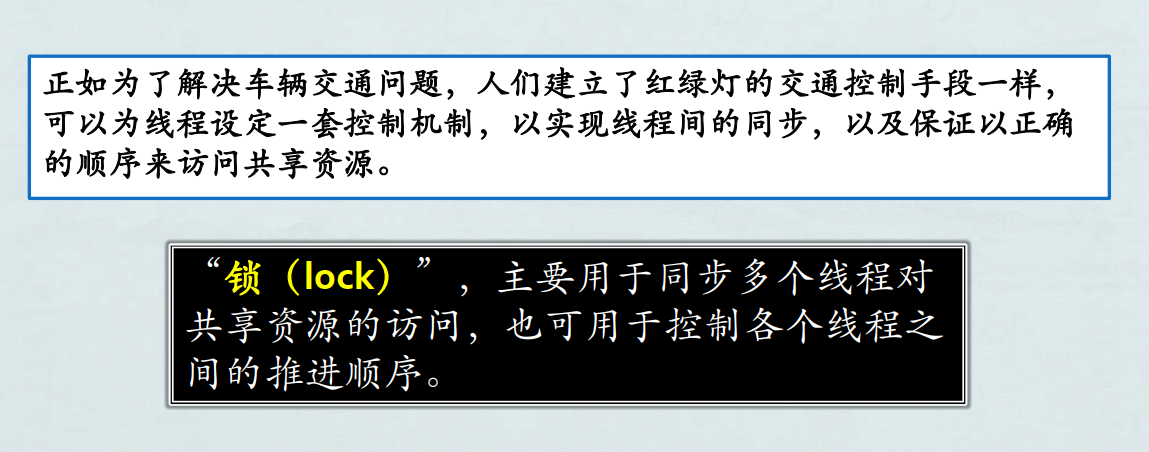 正如为了解决车辆交通问题，人们建立了红绿灯的交通控制手段一样，
可以为线程设定一套控制机制，以实现线程间的同步，以及保证以正确
的顺序来访问共享资源。
“锁（lock）”，主要用于同步多个线程对
共享资源的访问，也可用于控制各个线程之
间的推进顺序。